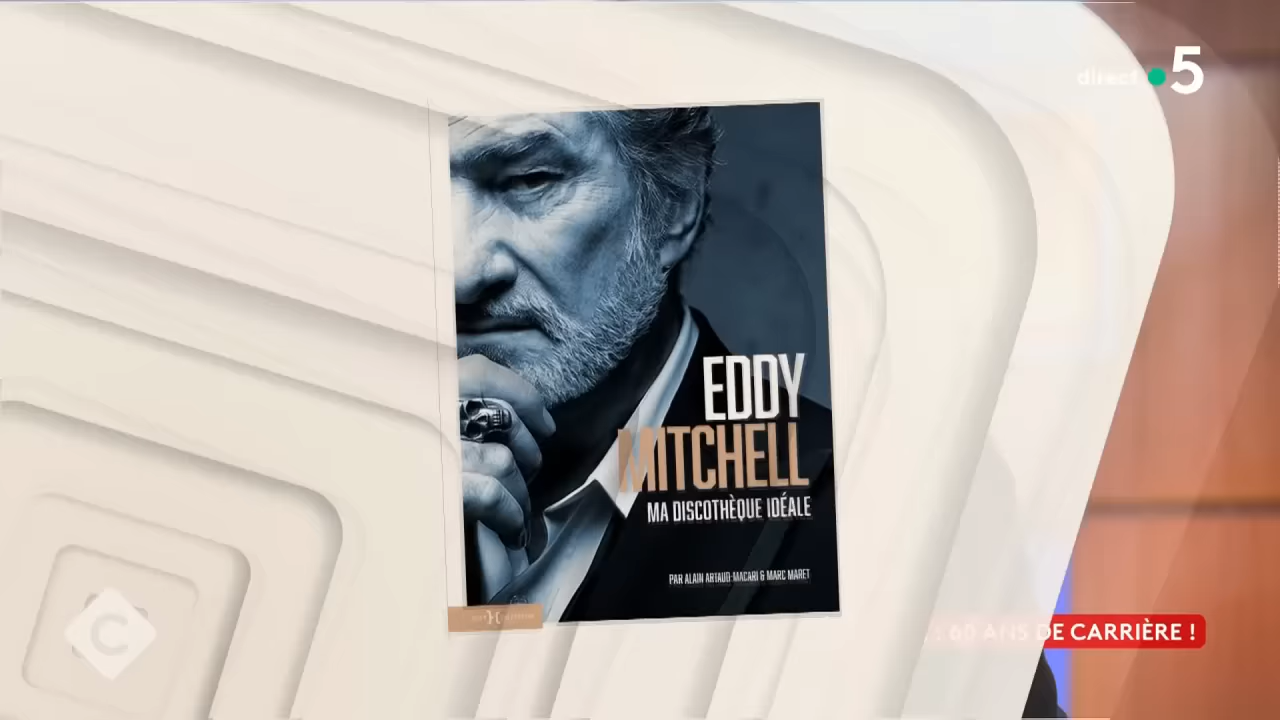 direct 5
EDDY
MITCHELL
MA DISCOTHÈQUE IDÉALE
PAR ALAIN ARTAUD-MACARI & MARC MARET
C
: 60 ANS DE CARRIÈRE !